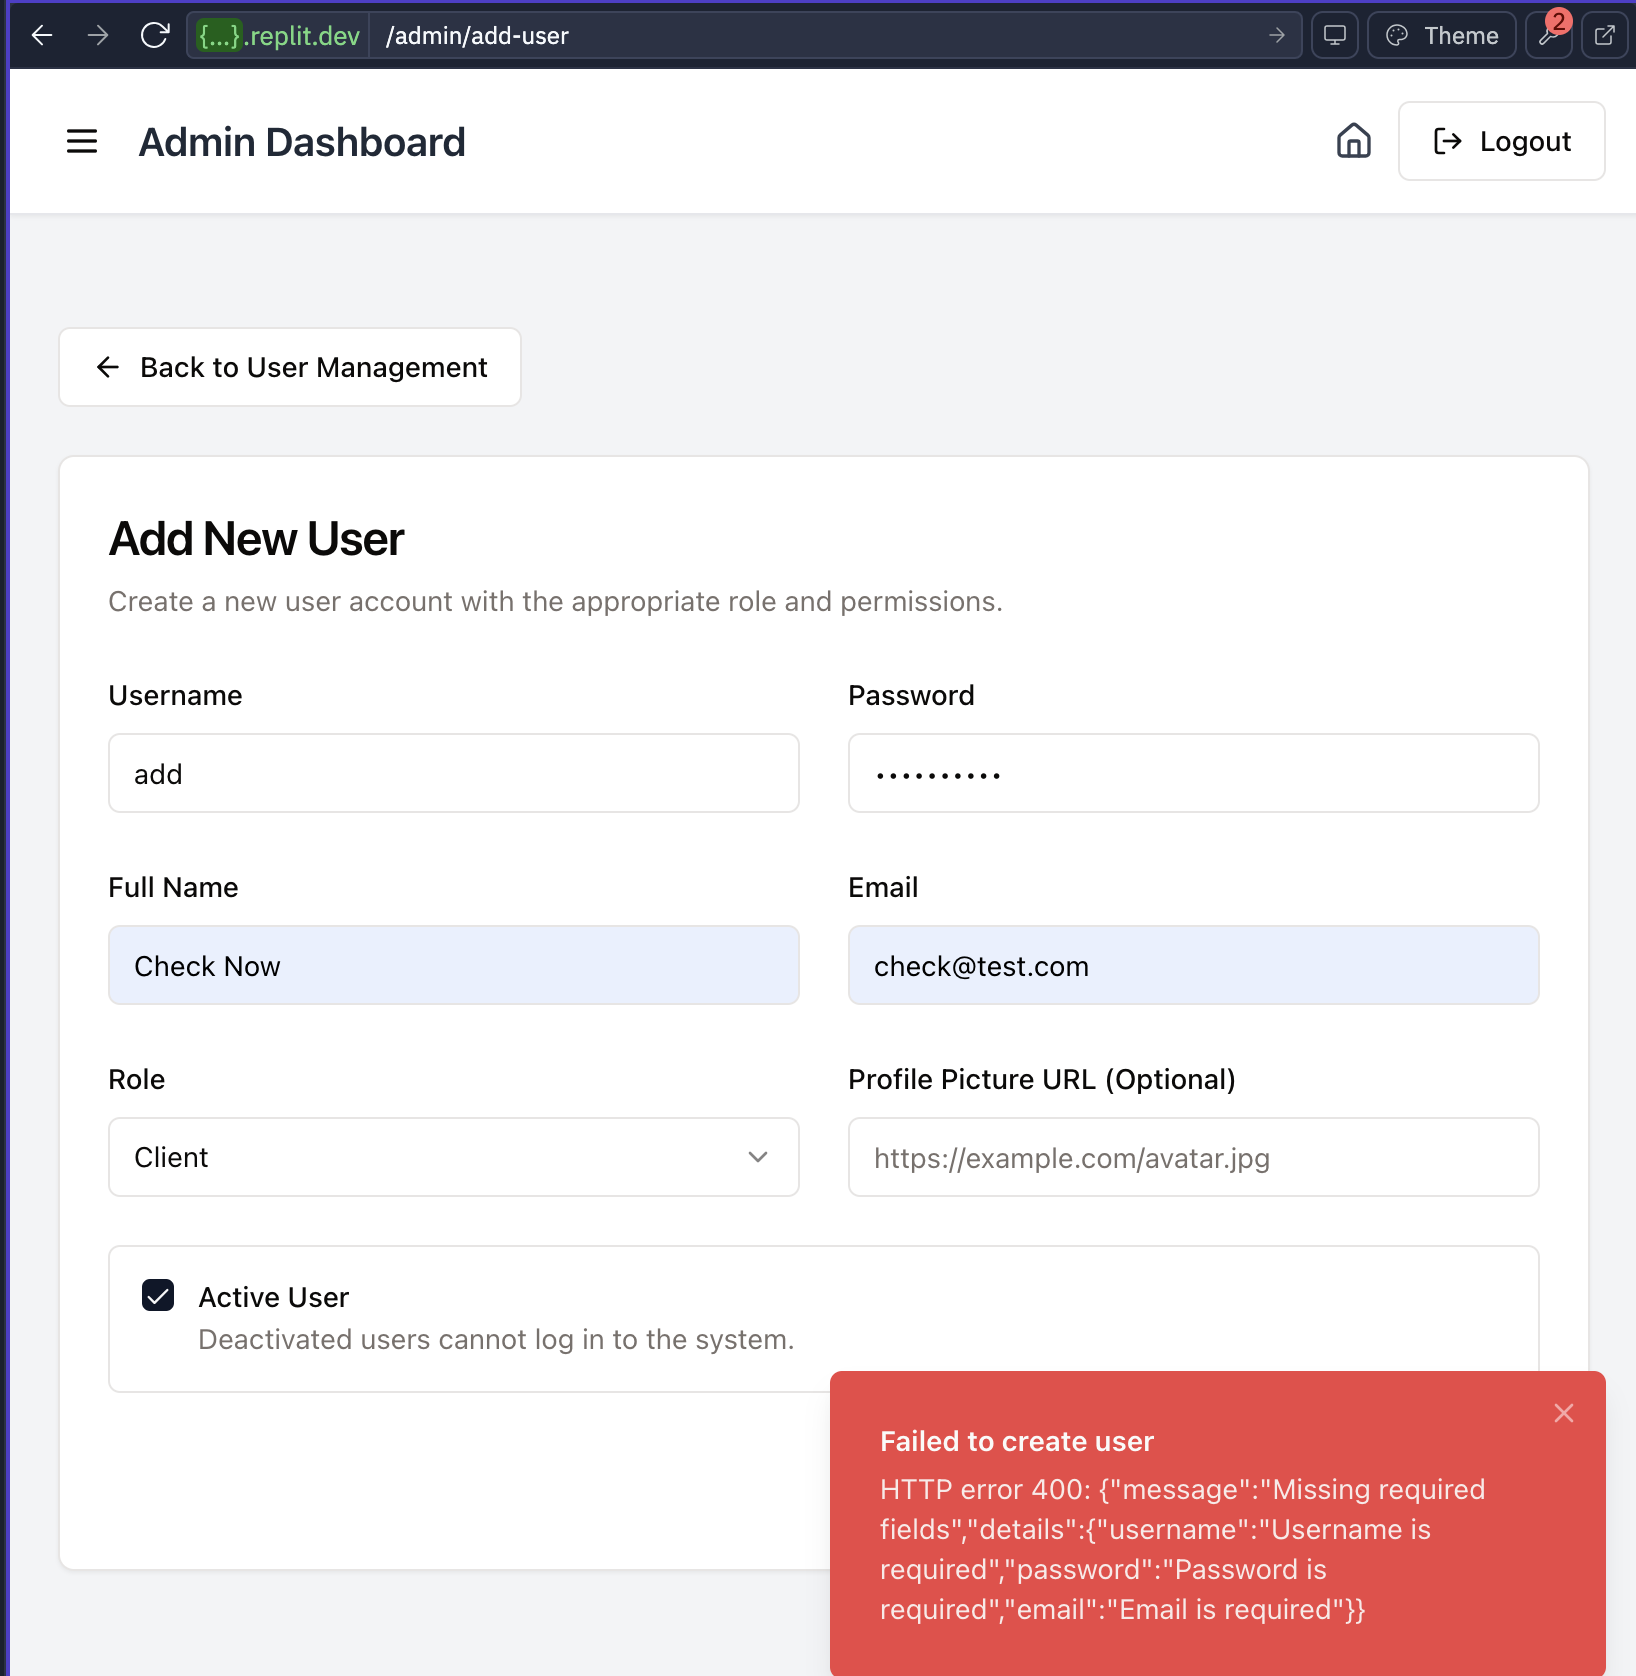 {...}.replit.dev /admin/add-user Theme 2
Admin Dashboard Logout
Back to User Management
Add New User
Create a new user account with the appropriate role and permissions.
Username Password
add ••••••••••
Full Name Email
Check Now check@test.com
Role Profile Picture URL (Optional)
Client https://example.com/avatar.jpg
Active User
Deactivated users cannot log in to the system.
Failed to create user
HTTP error 400: {"message":"Missing required
fields","details":{"username":"Username is
required","password":"Password is
required","email":"Email is required"}}